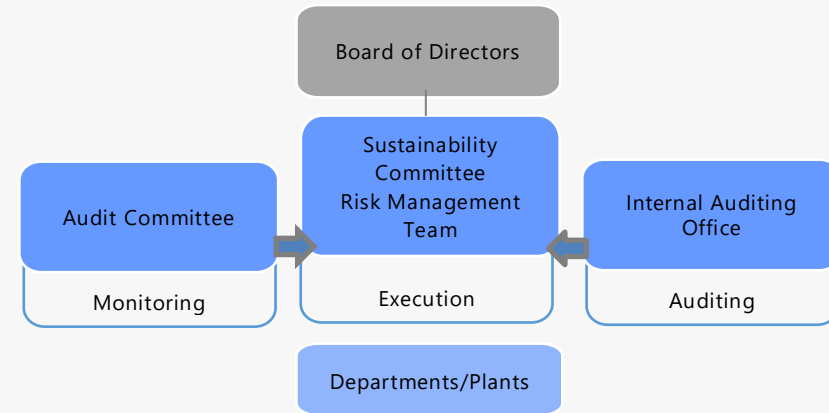 Board of Directors
Sustainability
Committee
Risk Management
Team
Audit Committee
Internal Auditing
Office
Monitoring
Execution
Auditing
Departments/Plants